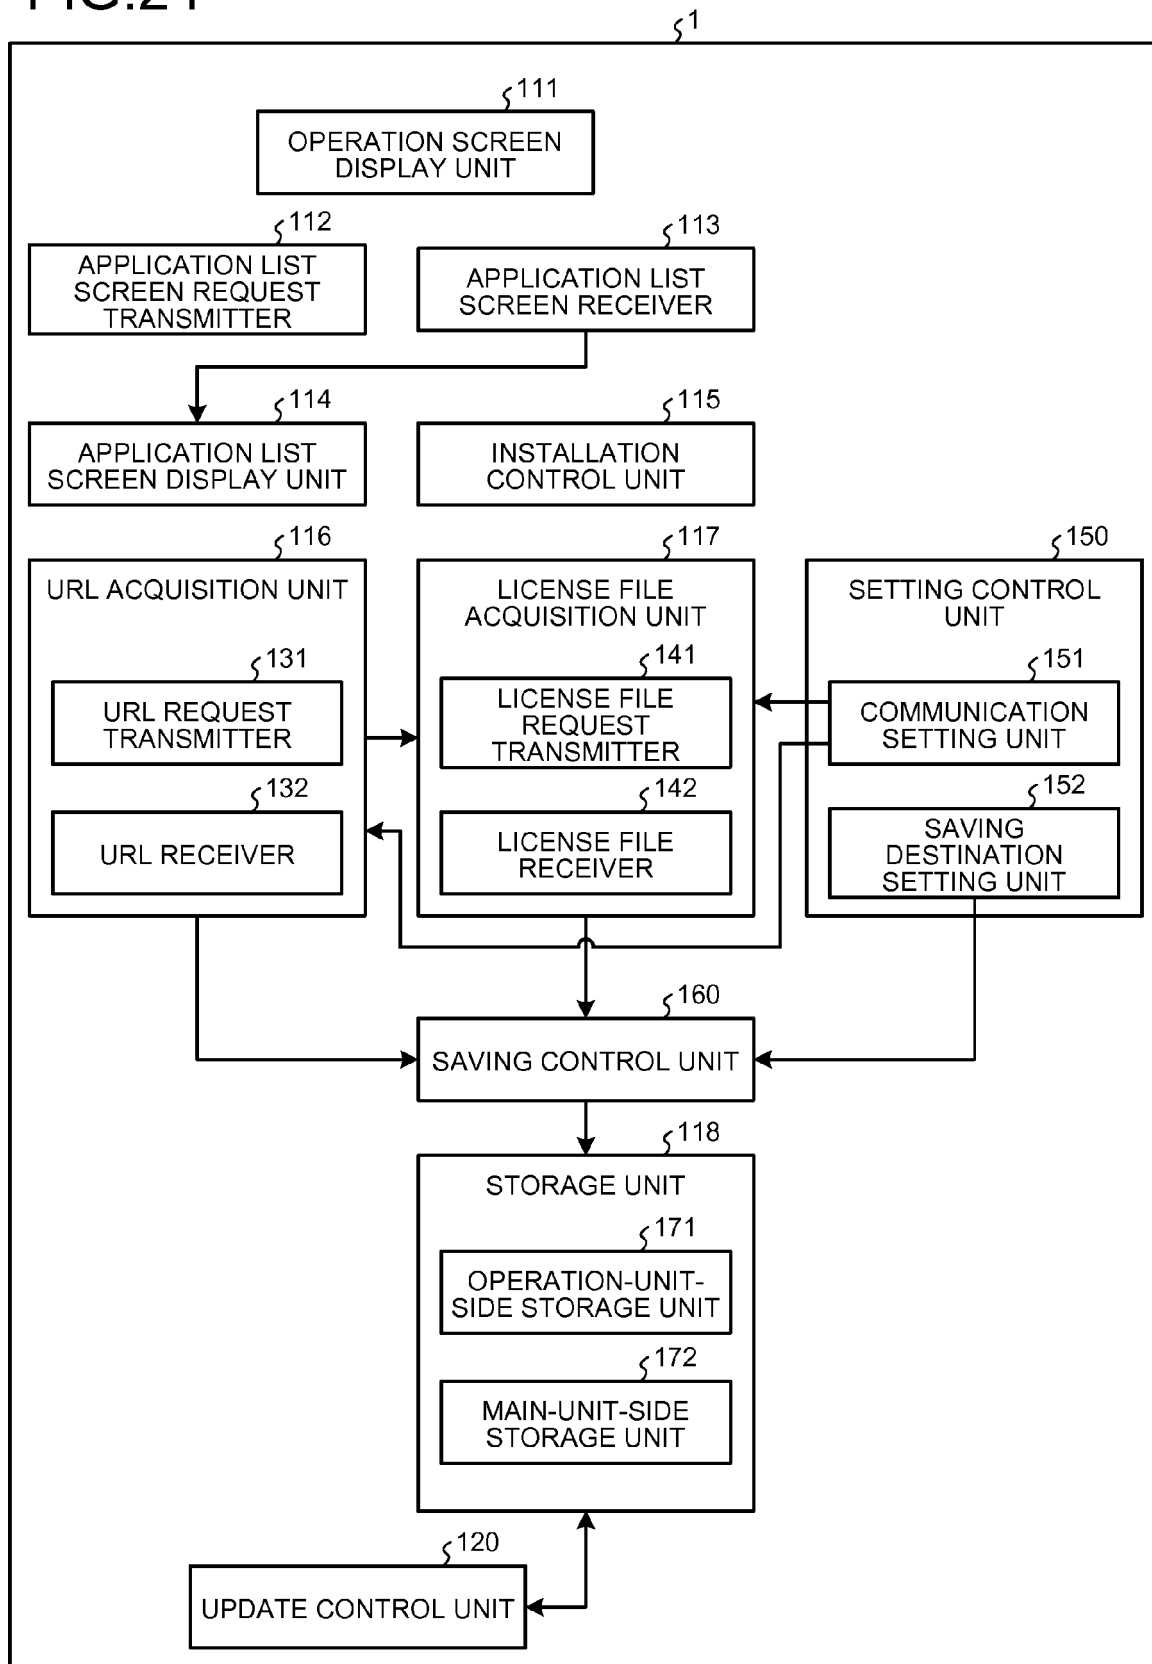 FIG.21
1
111
OPERATION SCREEN
DISPLAY UNIT
112
APPLICATION LIST
SCREEN REQUEST
TRANSMITTER
113
APPLICATION LIST
SCREEN RECEIVER
114
APPLICATION LIST
SCREEN DISPLAY UNIT
115
INSTALLATION
CONTROL UNIT
116
URL ACQUISITION UNIT
131
URL REQUEST
TRANSMITTER
132
URL RECEIVER
117
LICENSE FILE
ACQUISITION UNIT
141
LICENSE FILE
REQUEST
TRANSMITTER
142
LICENSE FILE
RECEIVER
150
SETTING CONTROL
UNIT
151
COMMUNICATION
SETTING UNIT
152
SAVING
DESTINATION
SETTING UNIT
160
SAVING CONTROL UNIT
118
STORAGE UNIT
171
OPERATION-UNIT-
SIDE STORAGE UNIT
172
MAIN-UNIT-SIDE
STORAGE UNIT
120
UPDATE CONTROL UNIT